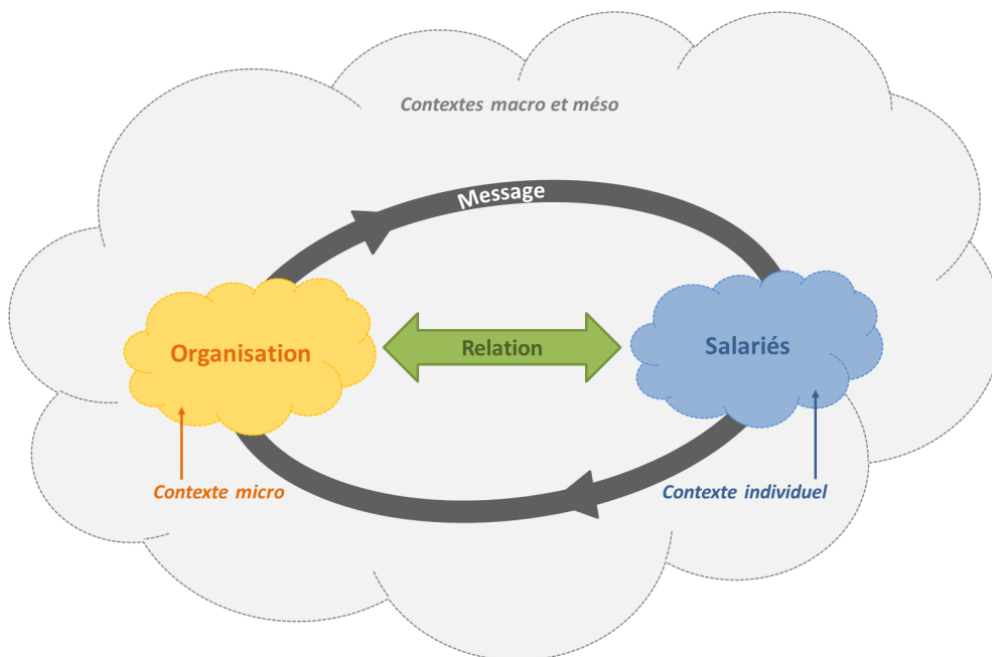 Contextes macro et méso
Message
Organisation
Relation
Salariés
Contexte micro
Contexte individuel